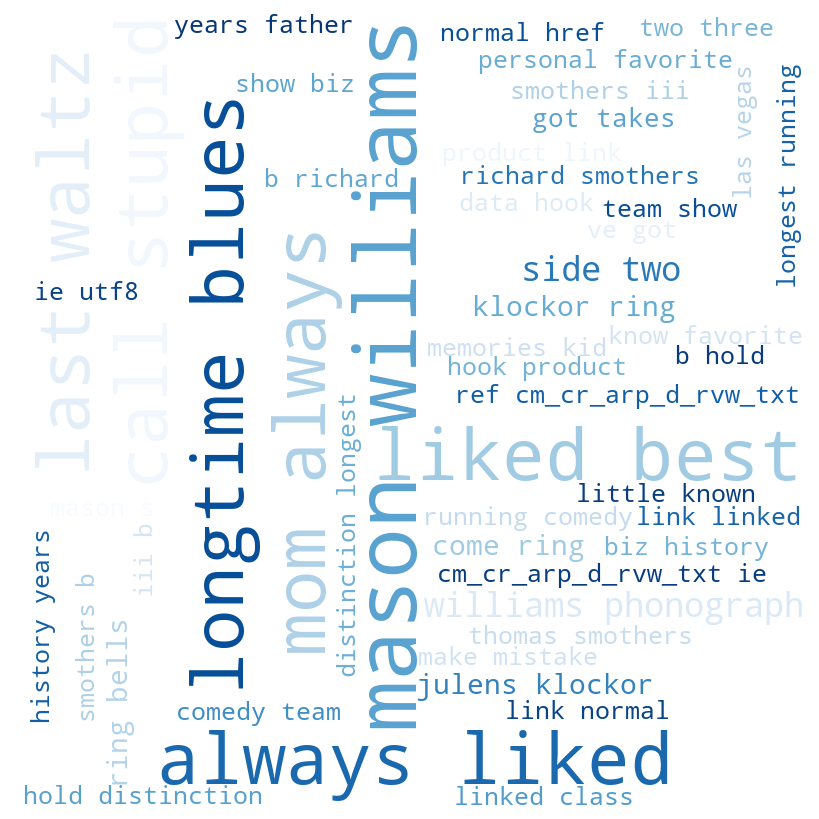 years father
normal href
two three
personal favorite
show biz
smothers iii
got takes
las vegas
longest running
product link
b richard
richard smothers
data hook
team show
ve got
last waltz
call stupid
longtime blues
mom always
mason williams
side two
ie utf8
klockor ring
know favorite
memories kid
b hold
hook product
ref cm_cr_arp_d_rvw_txt
liked best
distinction longest
little known
mason s
running comedy
link linked
come ring
biz history
iii b
history years
smothers b
cm_cr_arp_d_rvw_txt ie
williams phonograph
ring bells
thomas smothers
make mistake
julens klockor
comedy team
link normal
always liked
hold distinction
linked class